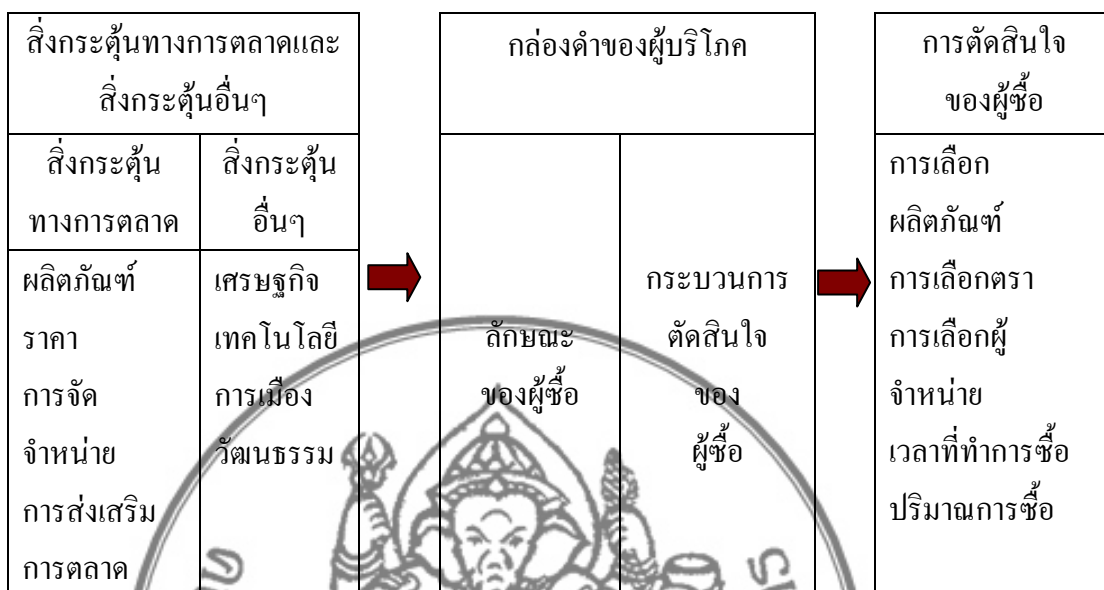 สิ่งกระตุ้นทางการตลาดและ
สิ่งกระตุ้นอื่นๆ
สิ่งกระตุ้น
ทางการตลาด
ผลิตภัณฑ์
ราคา
การจัด
จำหน่าย
การส่งเสริม
การตลาด
สิ่งกระตุ้น
อื่นๆ
เศรษฐกิจ
เทคโนโลยี
การเมือง
วัฒนธรรม
กล่องดำของผู้บริโภค
ลักษณะ
ของผู้ซื้อ
กระบวนการ
ตัดสินใจ
ของ
ผู้ซื้อ
การตัดสินใจ
ของผู้ซื้อ
การเลือก
ผลิตภัณฑ์
การเลือกตรา
การเลือกผู้
จำหน่าย
เวลาที่ทำการซื้อ
ปริมาณการซื้อ